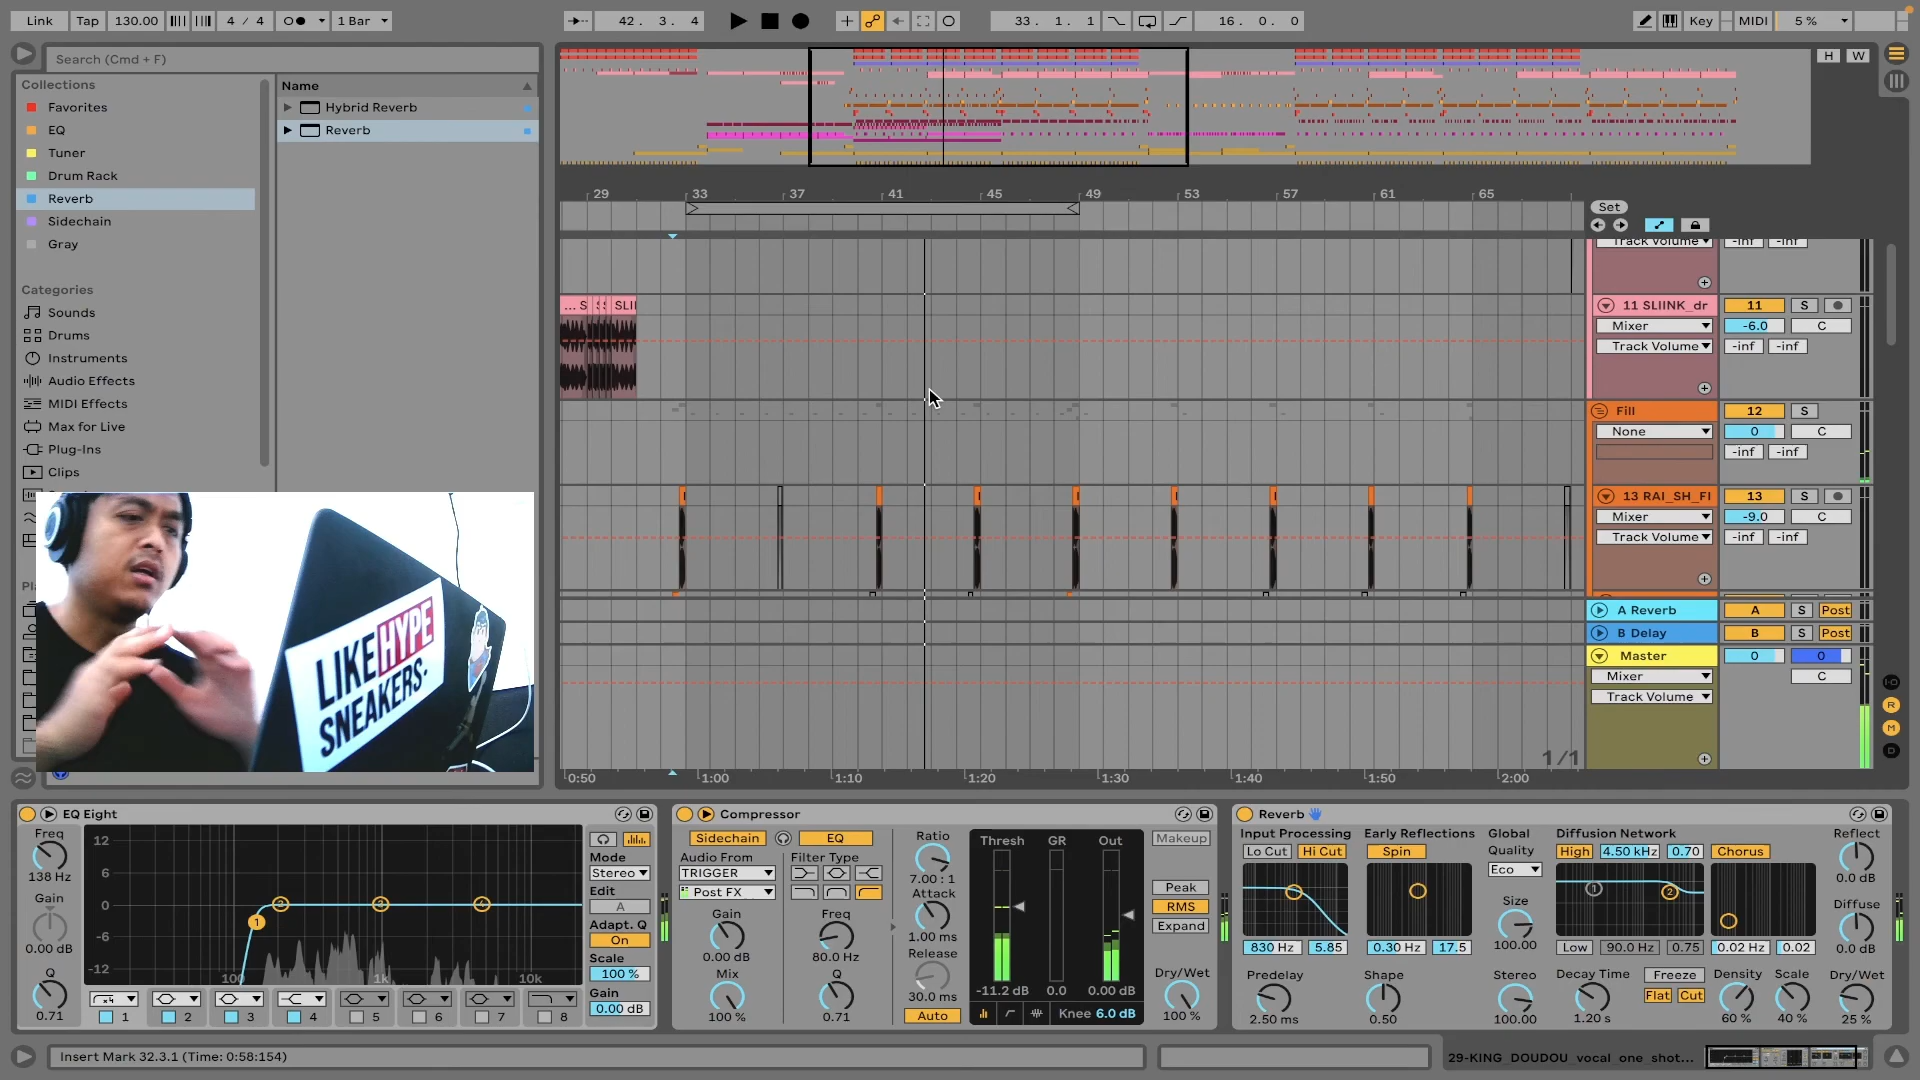 Link Tap 130.00 4 / 4 1 Bar 42. 3. 4 33. 1. 1 16. 0. 0 Key MIDI 5 %
Search (Cmd + F)
H W
Collections
Favorites
EQ
Tuner
Drum Rack
Reverb
Sidechain
Gray
Categories
Sounds
Drums
Instruments
Audio Effects
MIDI Effects
Max for Live
Plug-Ins
Clips
Name
Hybrid Reverb
Reverb
29 33 37 41 45 49 53 57 61 65
Set
Track Volume -inf -inf
... S SLII
11 SLIINK_dr 11 S
Mixer -6.0 C
Track Volume -inf -inf
Fill 12 S
None 0 C
-inf -inf
13 RAI_SH_FI 13 S
Mixer -9.0 C
Track Volume -inf -inf
A Reverb A S Post
B Delay B S Post
Master 0 0
Mixer C
Track Volume
1/1
0:50 1:00 1:10 1:20 1:30 1:40 1:50 2:00
R
M
D
LIKEHYPE
SNEAKERS.
EQ Eight
Freq
138 Hz
Gain
0.00 dB
Q
0.71
12
6
0
-6
-12
100 1k 10k
1 2 3 4
1 2 3 4 5 6 7 8
Mode
Stereo
Edit
A
Adapt. Q
On
Scale
100 %
Gain
0.00 dB
Compressor
Sidechain EQ
Audio From Filter Type
TRIGGER
Post FX
Gain Freq
0.00 dB 80.0 Hz
Mix Q
100 % 0.71
Ratio
7.00 : 1
Attack
1.00 ms
Release
30.0 ms
Auto
Thresh GR Out
-11.2 dB 0.0 0.00 dB
Knee 6.0 dB
Makeup
Peak
RMS
Expand
Dry/Wet
100 %
Reverb
Input Processing Early Reflections Global Diffusion Network Reflect
Lo Cut Hi Cut Spin Quality High 4.50 kHz 0.70 Chorus
Eco 0.0 dB
Size Diffuse
100.00 0.0 dB
830 Hz 5.85 0.30 Hz 17.5 Low 90.0 Hz 0.75 0.02 Hz 0.02
Predelay Shape Stereo Decay Time Freeze Density Scale Dry/Wet
Flat Cut
2.50 ms 0.50 100.00 1.20 s 60 % 40 % 25 %
Insert Mark 32.3.1 (Time: 0:58:154)
29-KING_DOUDOU_vocal_one_shot...